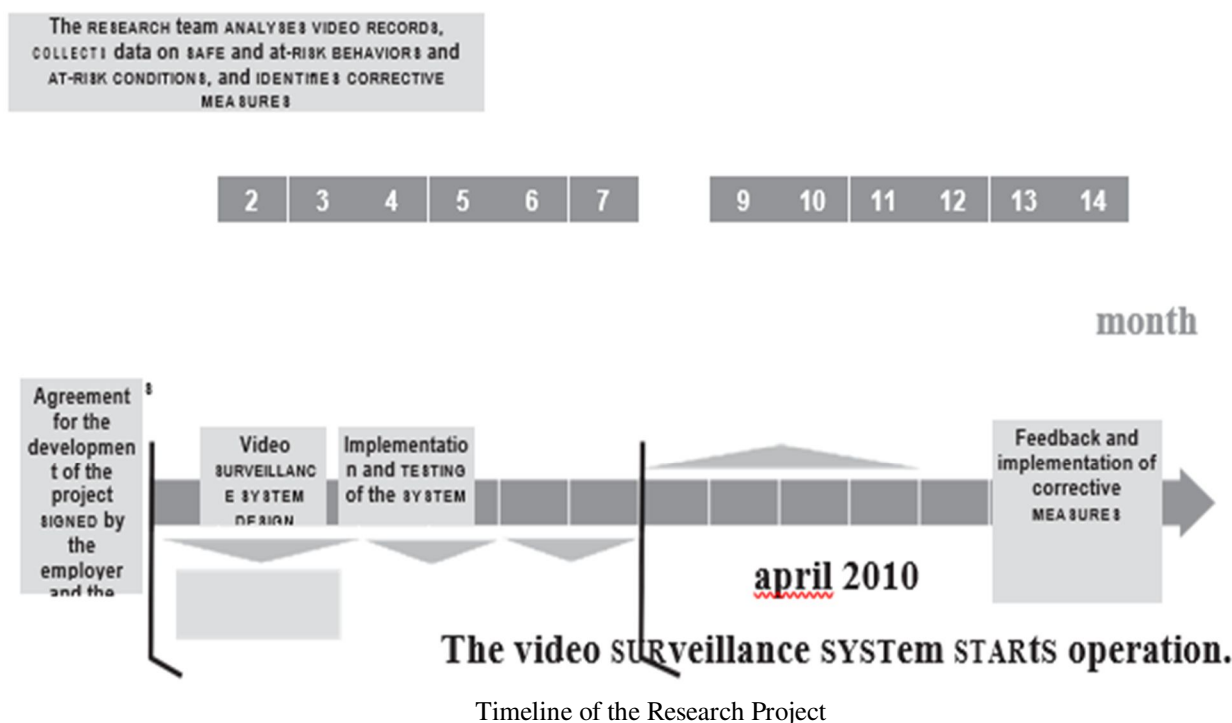 The RESEARCH team ANALYSES VIDEO RECORDS,
COLLECTS data on SAFE and at-RISK BEHAVIORS and
AT-RISK CONDITIONS, and IDENTIfIES CORRECTIVE
MEASURES
2 3 4 5 6 7 9 10 11 12 13 14
month
Agreement
for the
developmen
t of the
project
SIGNED by
the
employer
and the
s
Video
SURVEILLANC
E SYSTEM
DESIGN
Implementatio
n and TESTING
of the SYSTEM
Feedback and
implementation of
corrective
MEASURES
april 2010
The video SURveillance SYSTem STARtS operation.
Timeline of the Research Project